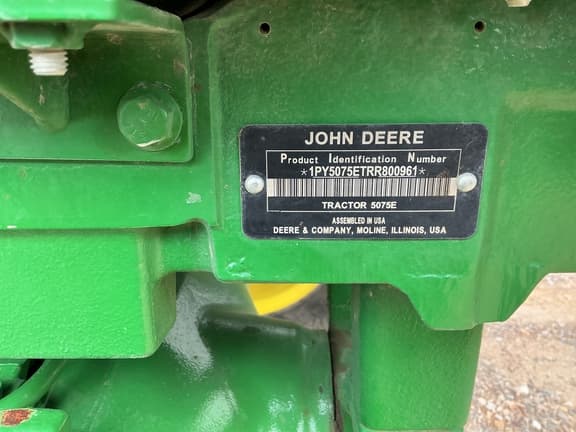 JOHN DEERE
Product Identification Number
*1PY5075ETRR800961*
TRACTOR 5075E
ASSEMBLED IN USA
DEERE & COMPANY, MOLINE, ILLINOIS, USA